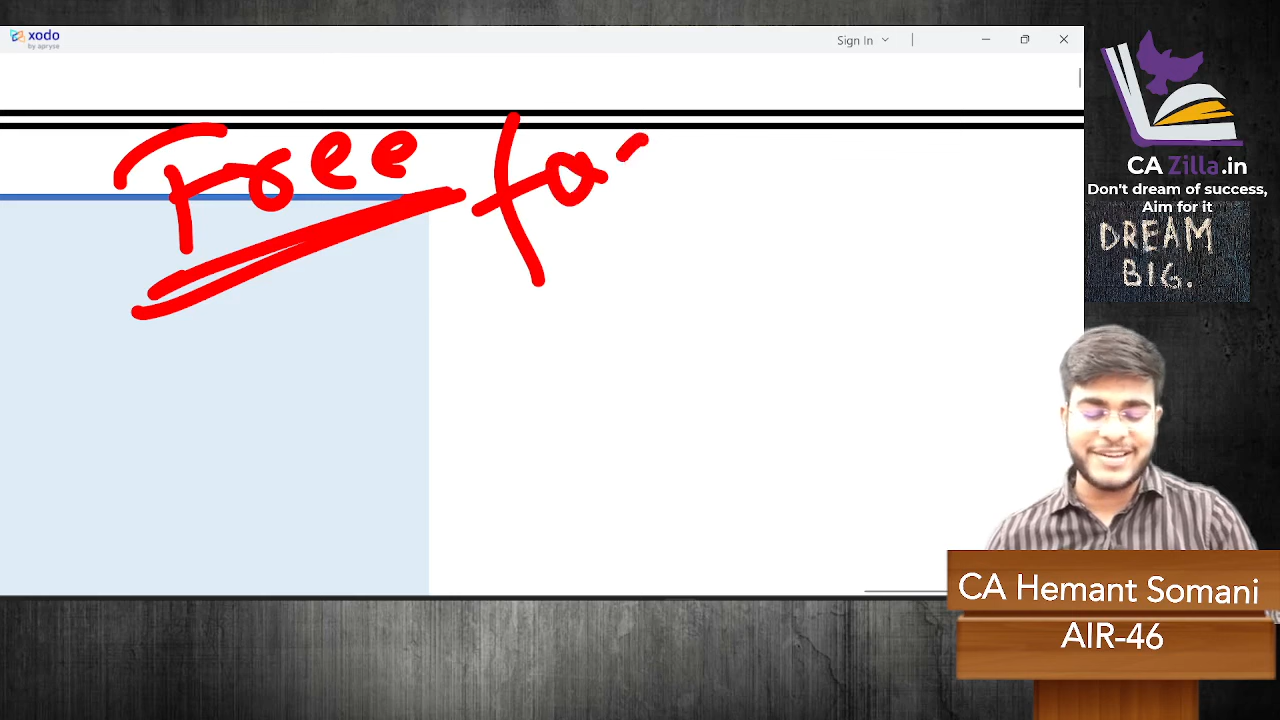 xodo
by apryse
Sign In
Free for
CA Zilla.in
Don't dream of success,
Aim for it
DREAM
BIG.
CA Hemant Somani
AIR-46